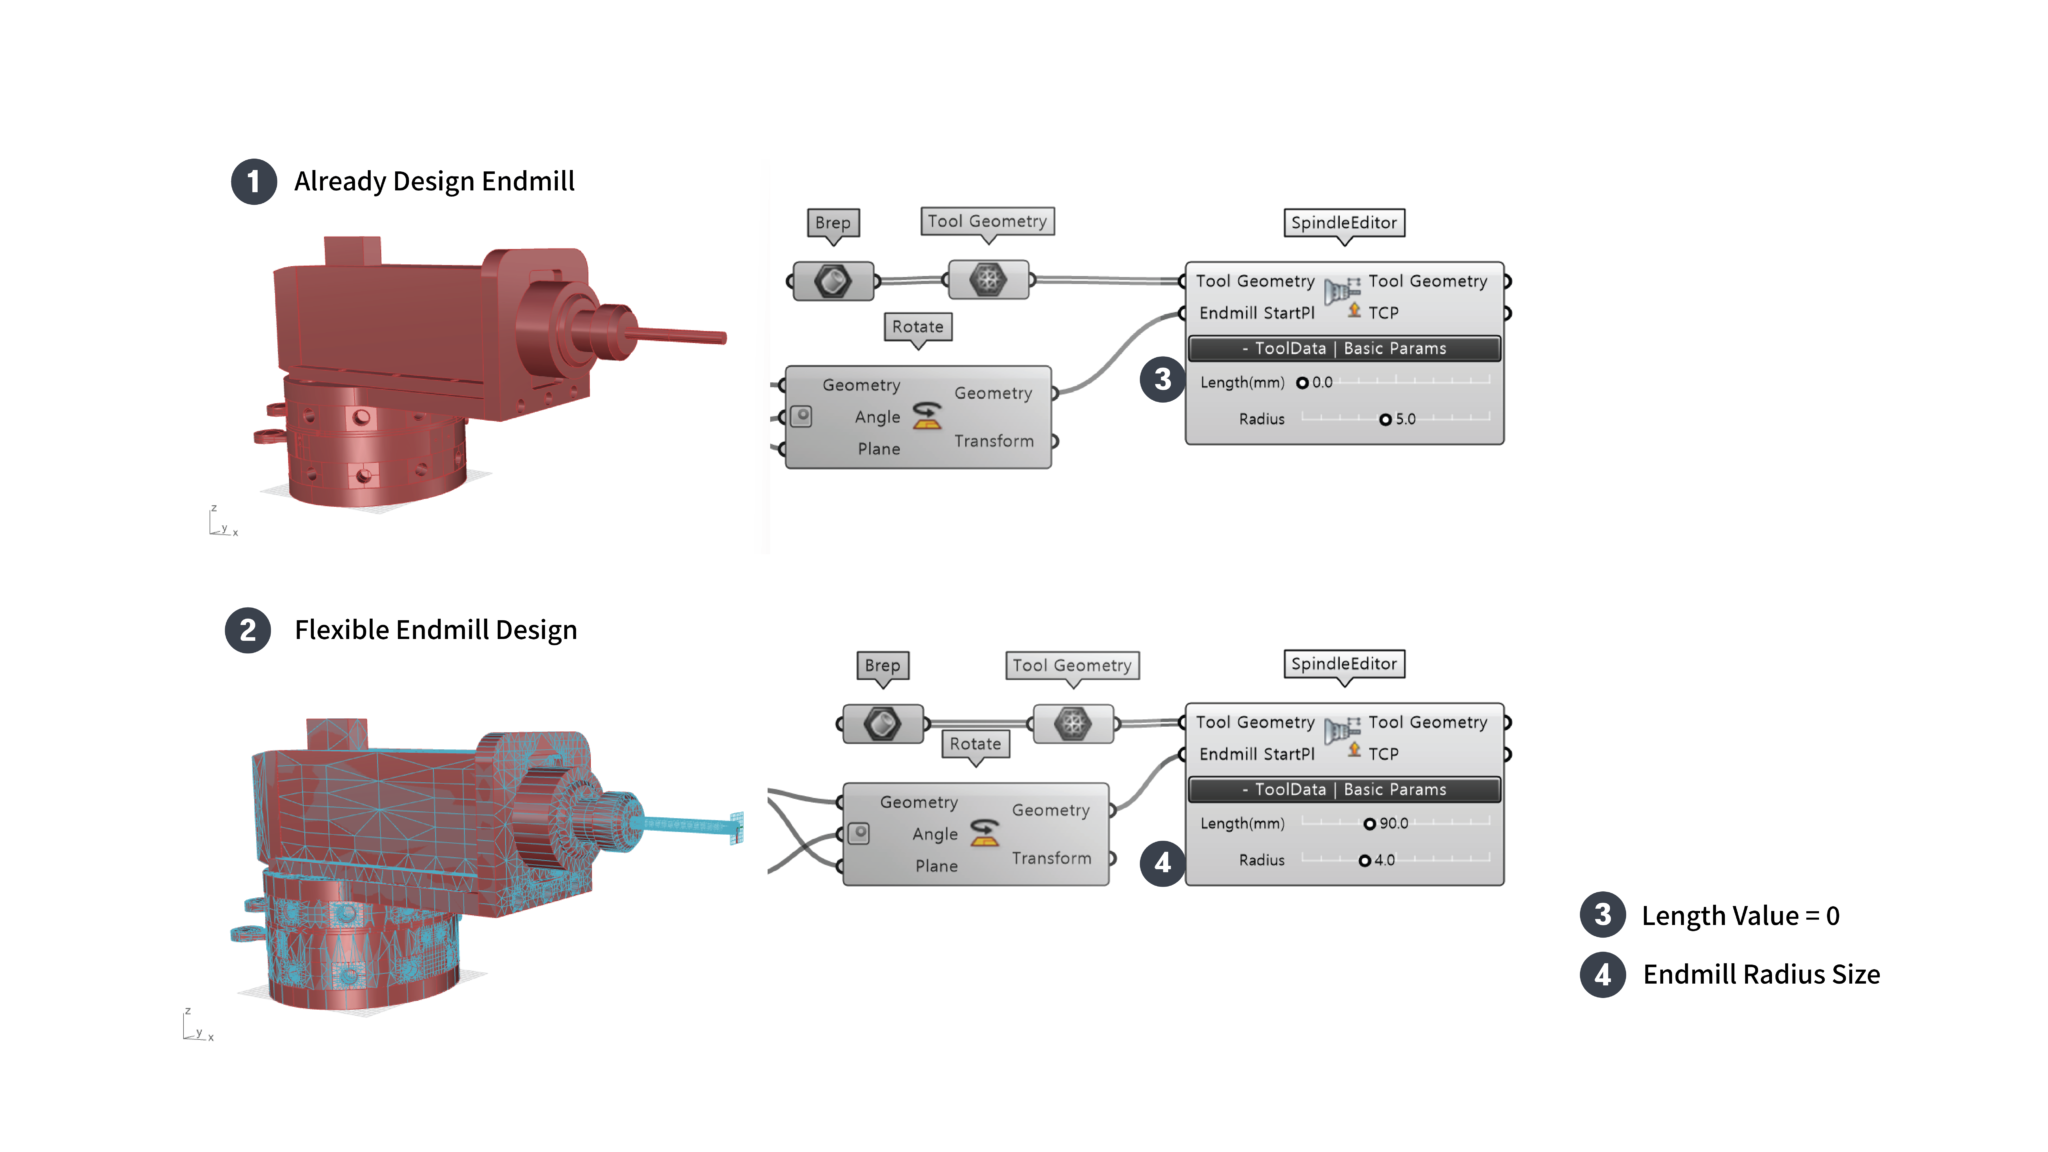 1 Already Design Endmill
Brep
Tool Geometry
SpindleEditor
Tool Geometry
Tool Geometry
Endmill StartPl
TCP
Rotate
- ToolData | Basic Params
3
Length(mm) 0.0
Radius 5.0
Geometry
Angle
Plane
Geometry
Transform
z
y
x
2 Flexible Endmill Design
Brep
Tool Geometry
SpindleEditor
Tool Geometry
Tool Geometry
Endmill StartPl
TCP
Rotate
- ToolData | Basic Params
Length(mm) 90.0
4
Radius 4.0
Geometry
Angle
Plane
Geometry
Transform
z
y
x
3 Length Value = 0
4 Endmill Radius Size